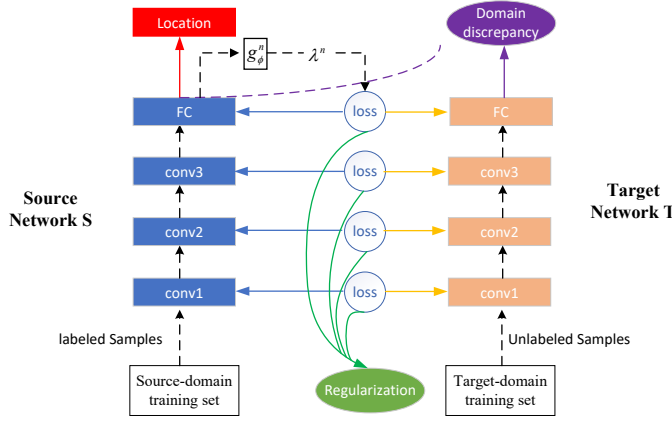 Location
Domain
discrepancy
g_ϕ^n
λ^n
FC
loss
FC
conv3
loss
conv3
Source
Network S
Target
Network T
conv2
loss
conv2
conv1
loss
conv1
labeled Samples
Unlabeled Samples
Source-domain
training set
Regularization
Target-domain
training set